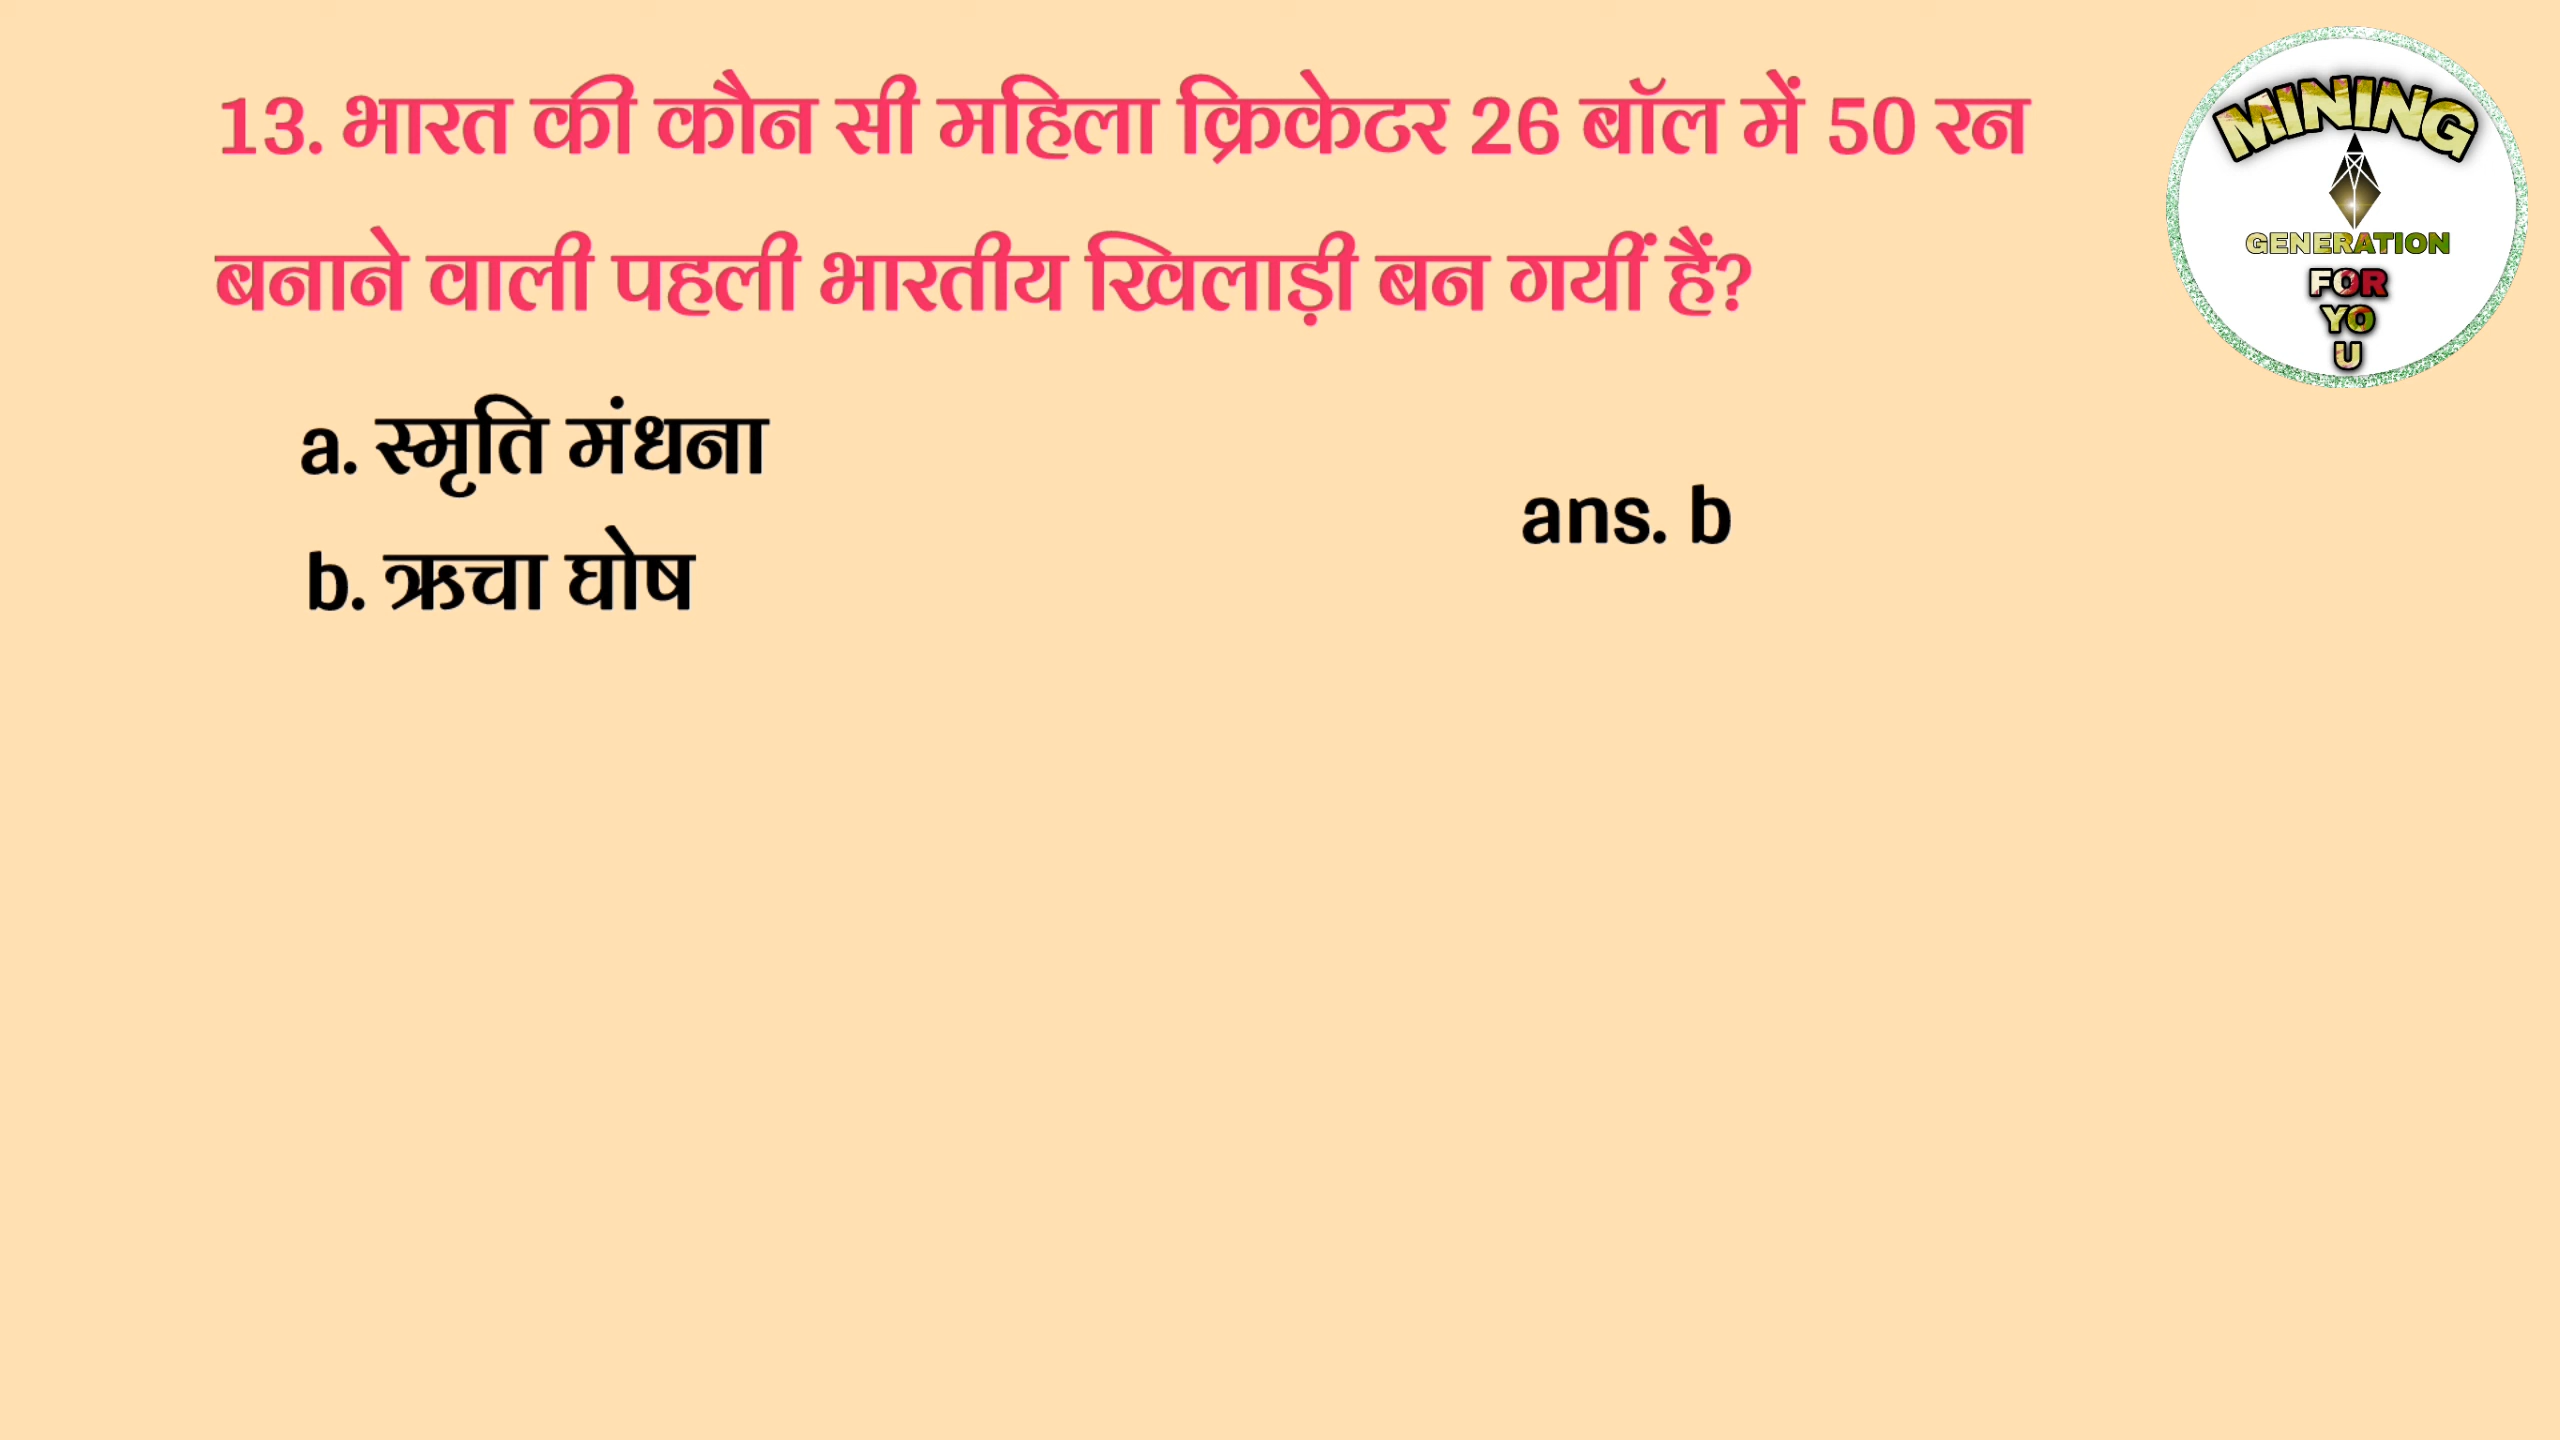 13. भारत की कौन सी महिला क्रिकेटर 26 बॉल में 50 रन
बनाने वाली पहली भारतीय खिलाड़ी बन गयीं हैं?
a. स्मृति मंधना
b. ऋचा घोष
ans. b
MINING
GENERATION
FOR
YO
U